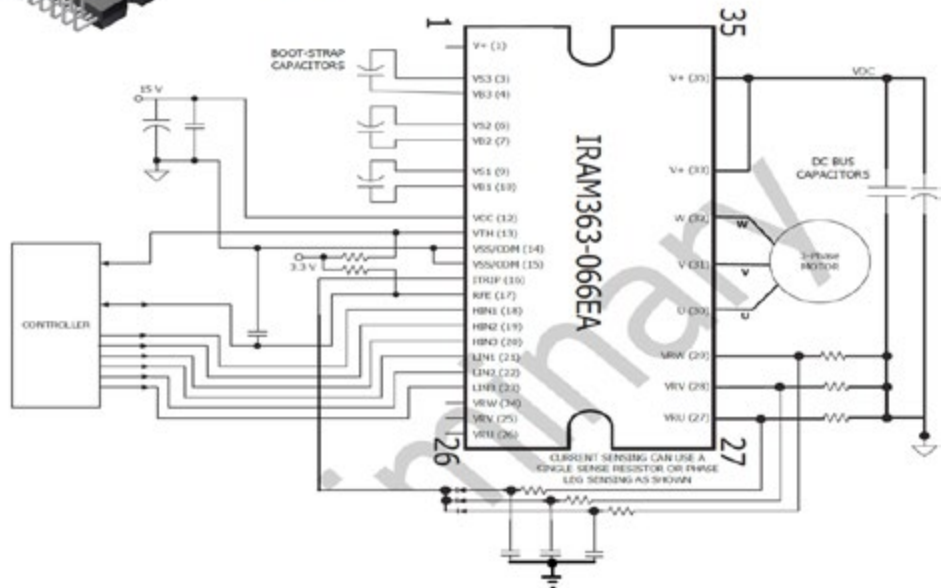 1
35
BOOT-STRAP
CAPACITORS
15 V
V+ (1)
VS3 (3)
VB3 (4)
VS2 (6)
VB2 (7)
VS1 (9)
VB1 (10)
VCC (12)
VTH (13)
VSS/COM (14)
VSS/COM (15)
ITRIP (16)
RFE (17)
HIN1 (18)
HIN2 (19)
HIN3 (20)
LIN1 (21)
LIN2 (22)
LIN3 (23)
VRW (24)
VRV (25)
VRU (26)
3.3 V
CONTROLLER
IRAM363-066EA
V+ (35)
V+ (33)
W (32)
V (31)
U (30)
VRW (29)
VRV (28)
VRU (27)
VDC
DC BUS
CAPACITORS
W
V
U
3-Phase
MOTOR
26
27
CURRENT SENSING CAN USE A
SINGLE SENSE RESISTOR OR PHASE
LEG SENSING AS SHOWN